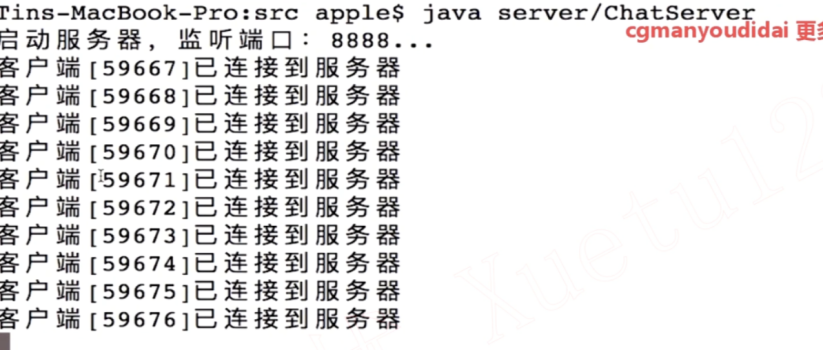 Tins-MacBook-Pro:src apple$ java server/ChatServer
启动服务器，监听端口：8888...
cgmanyoudidai 更多
客户端[59667]已连接到服务器
客户端[59668]已连接到服务器
客户端[59669]已连接到服务器
客户端[59670]已连接到服务器
客户端[59671]已连接到服务器
客户端[59672]已连接到服务器
客户端[59673]已连接到服务器
客户端[59674]已连接到服务器
客户端[59675]已连接到服务器
客户端[59676]已连接到服务器
Xuetu12